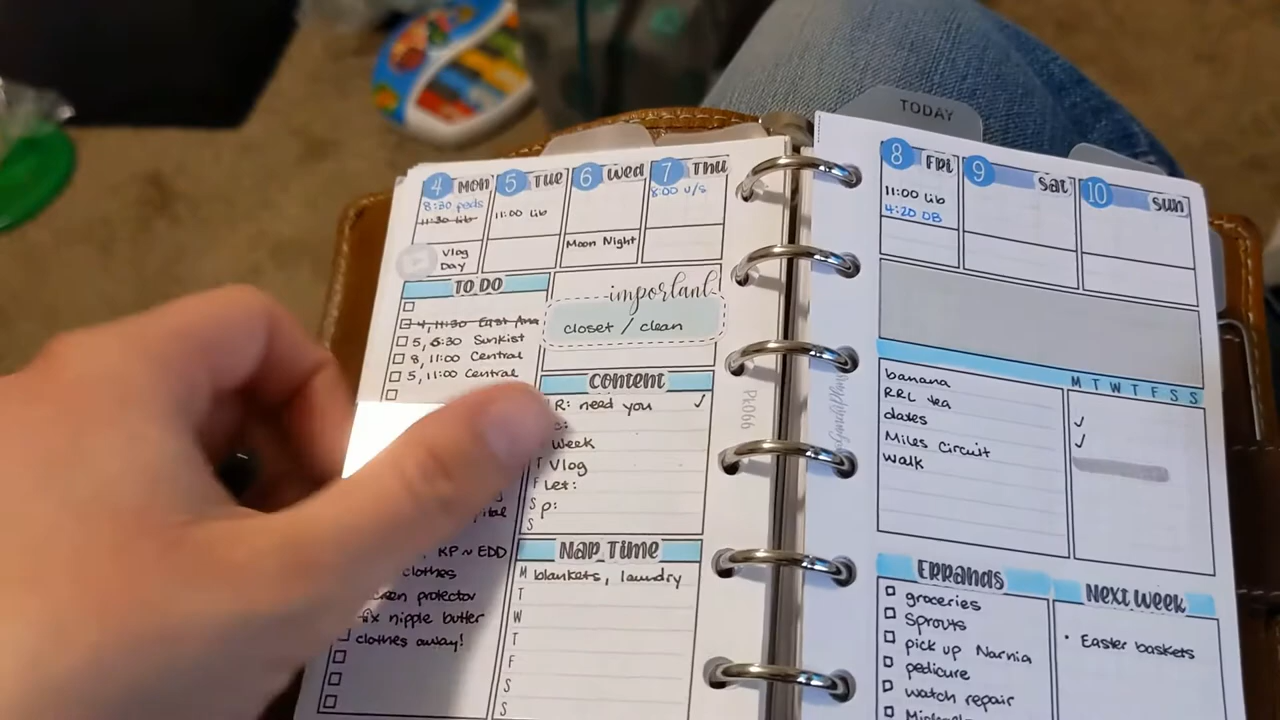 TODAY
4 Mon
8:30 peds
11:30 lib
Vlog
Day
5 Tue
11:00 lib
6 Wed
Moon Night
7 Thu
8:00 u/s
TO DO
4, 11:30 East Ana
5, 6:30 Sunkist
8, 11:00 Central
5, 11:00 Central
KP ~ EDD
clothes
protector
fix nipple butter
clothes away!
important
closet / clean
Content
R: need you ✓
Week
T Vlog
F Let:
S p:
S
Nap Time
M blankets, laundry
T
W
T
F
S
S
PK066
8 Fri
11:00 lib
4:20 OB
9 Sat
10 Sun
M T W T F S S
banana
RRL tea
dates ✓
Miles Circuit ✓
walk
Errands
groceries
Sprouts
pick up Narnia
pedicure
watch repair
Next Week
• Easter baskets